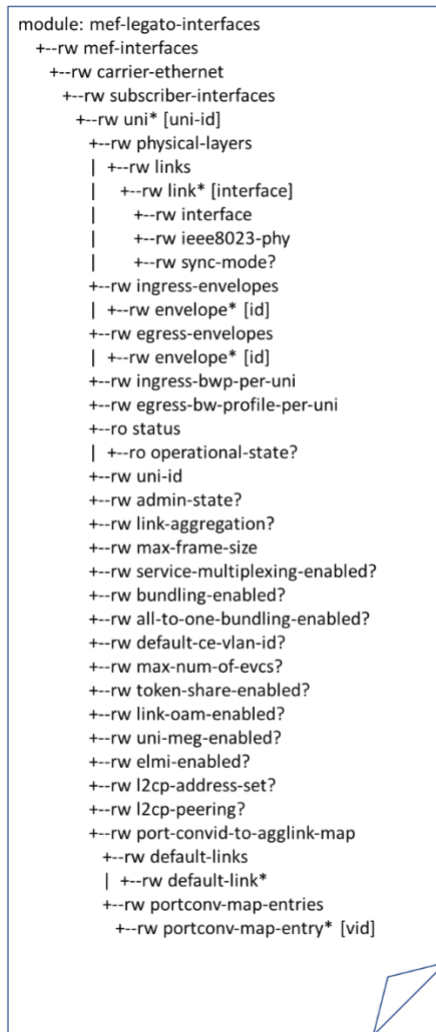 module: mef-legato-interfaces
+--rw mef-interfaces
+--rw carrier-ethernet
+--rw subscriber-interfaces
+--rw uni* [uni-id]
+--rw physical-layers
| +--rw links
| +--rw link* [interface]
| +--rw interface
| +--rw ieee8023-phy
| +--rw sync-mode?
+--rw ingress-envelopes
| +--rw envelope* [id]
+--rw egress-envelopes
| +--rw envelope* [id]
+--rw ingress-bwp-per-uni
+--rw egress-bw-profile-per-uni
+--ro status
| +--ro operational-state?
+--rw uni-id
+--rw admin-state?
+--rw link-aggregation?
+--rw max-frame-size
+--rw service-multiplexing-enabled?
+--rw bundling-enabled?
+--rw all-to-one-bundling-enabled?
+--rw default-ce-vlan-id?
+--rw max-num-of-evcs?
+--rw token-share-enabled?
+--rw link-oam-enabled?
+--rw uni-meg-enabled?
+--rw elmi-enabled?
+--rw l2cp-address-set?
+--rw l2cp-peering?
+--rw port-convid-to-agglink-map
+--rw default-links
| +--rw default-link*
+--rw portconv-map-entries
+--rw portconv-map-entry* [vid]